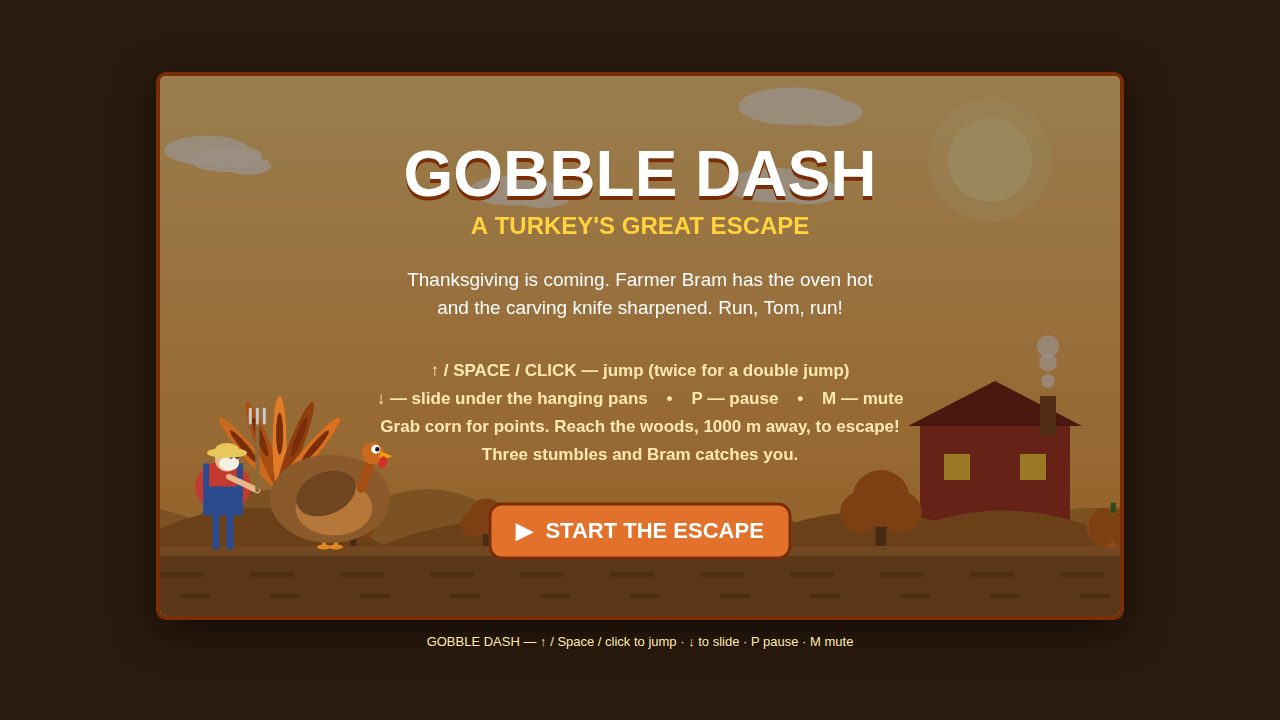 GOBBLE DASH
A TURKEY'S GREAT ESCAPE
Thanksgiving is coming. Farmer Bram has the oven hot
and the carving knife sharpened. Run, Tom, run!
↑ / SPACE / CLICK — jump (twice for a double jump)
↓ — slide under the hanging pans • P — pause • M — mute
Grab corn for points. Reach the woods, 1000 m away, to escape!
Three stumbles and Bram catches you.
▶ START THE ESCAPE
GOBBLE DASH — ↑ / Space / click to jump · ↓ to slide · P pause · M mute